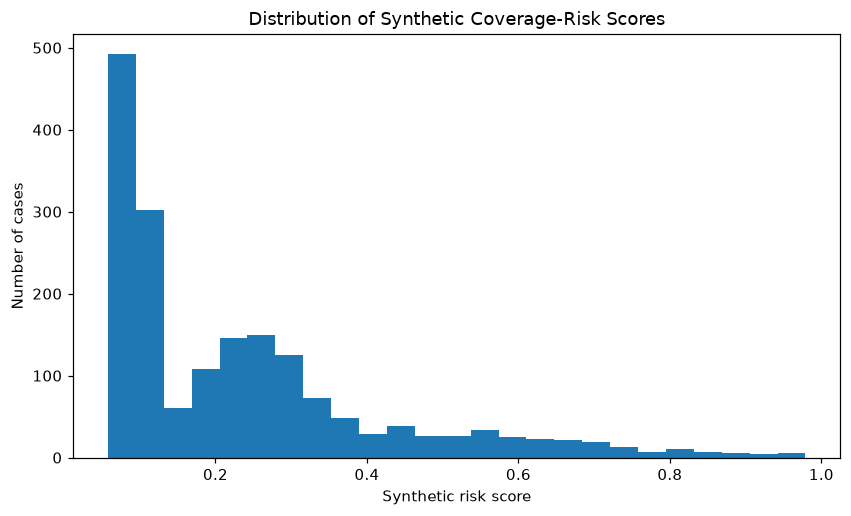 Distribution of Synthetic Coverage-Risk Scores
500
400
300
200
100
0
Number of cases
0.2 0.4 0.6 0.8 1.0
Synthetic risk score